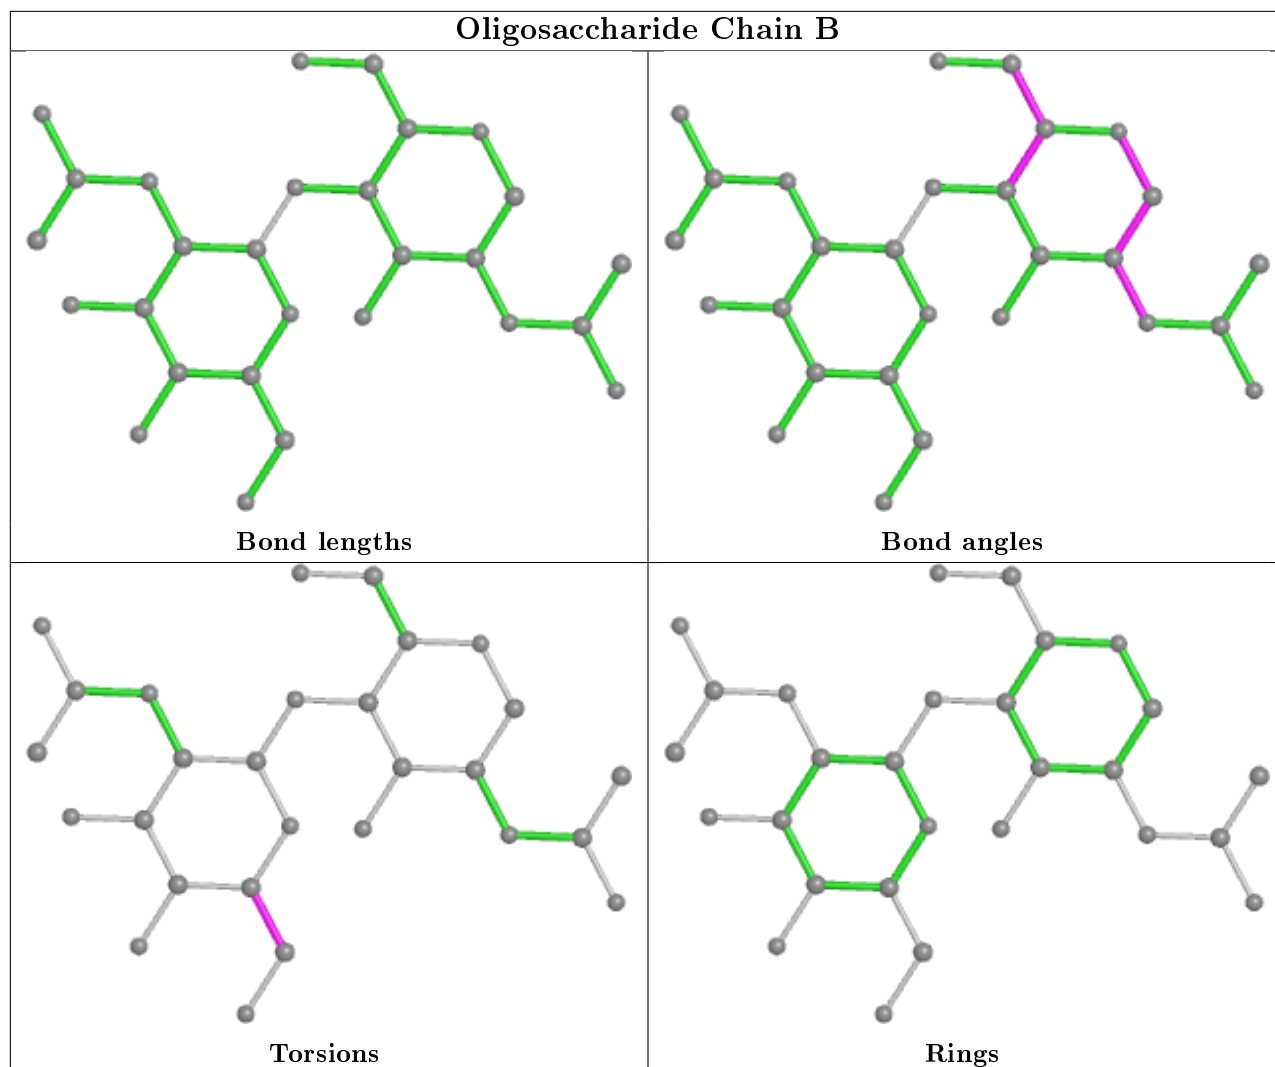 Oligosaccharide Chain B
Bond lengths
Bond angles
Torsions
Rings